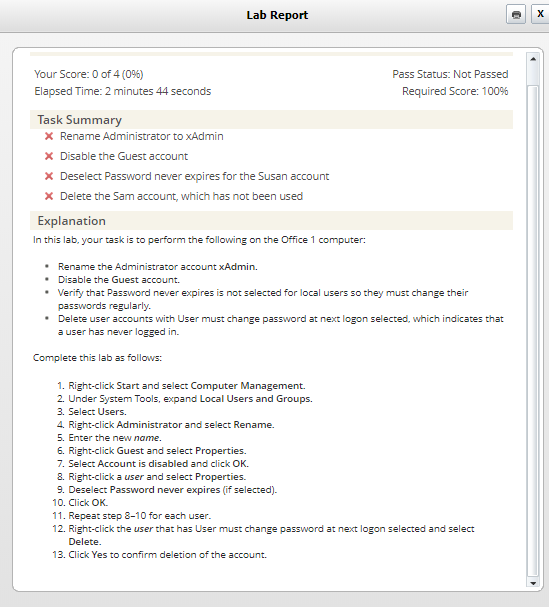 Lab Report
X
Your Score: 0 of 4 (0%)
Pass Status: Not Passed
Elapsed Time: 2 minutes 44 seconds
Required Score: 100%
Task Summary
Rename Administrator to xAdmin
Disable the Guest account
Deselect Password never expires for the Susan account
Delete the Sam account, which has not been used
Explanation
In this lab, your task is to perform the following on the Office 1 computer:
• Rename the Administrator account xAdmin.
• Disable the Guest account.
• Verify that Password never expires is not selected for local users so they must change their
passwords regularly.
• Delete user accounts with User must change password at next logon selected, which indicates that
a user has never logged in.
Complete this lab as follows:
1. Right-click Start and select Computer Management.
2. Under System Tools, expand Local Users and Groups.
3. Select Users.
4. Right-click Administrator and select Rename.
5. Enter the new name.
6. Right-click Guest and select Properties.
7. Select Account is disabled and click OK.
8. Right-click a user and select Properties.
9. Deselect Password never expires (if selected).
10. Click OK.
11. Repeat step 8–10 for each user.
12. Right-click the user that has User must change password at next logon selected and select
Delete.
13. Click Yes to confirm deletion of the account.